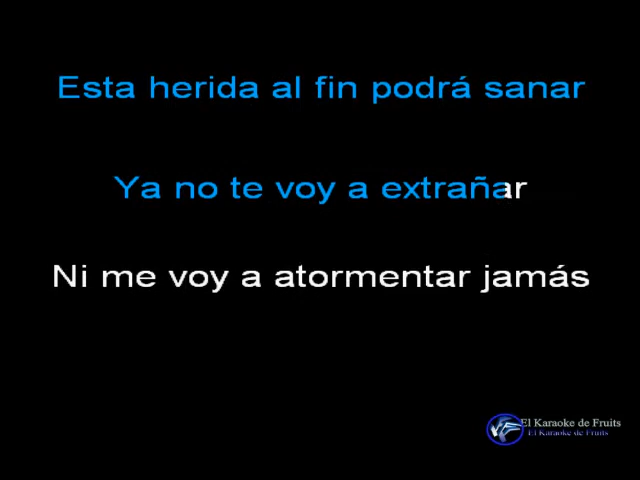 Esta herida al fin podrá sanar
Ya no te voy a extrañar
Ni me voy a atormentar jamás
El Karaoke de Fruits
El Karaoke de Fruits